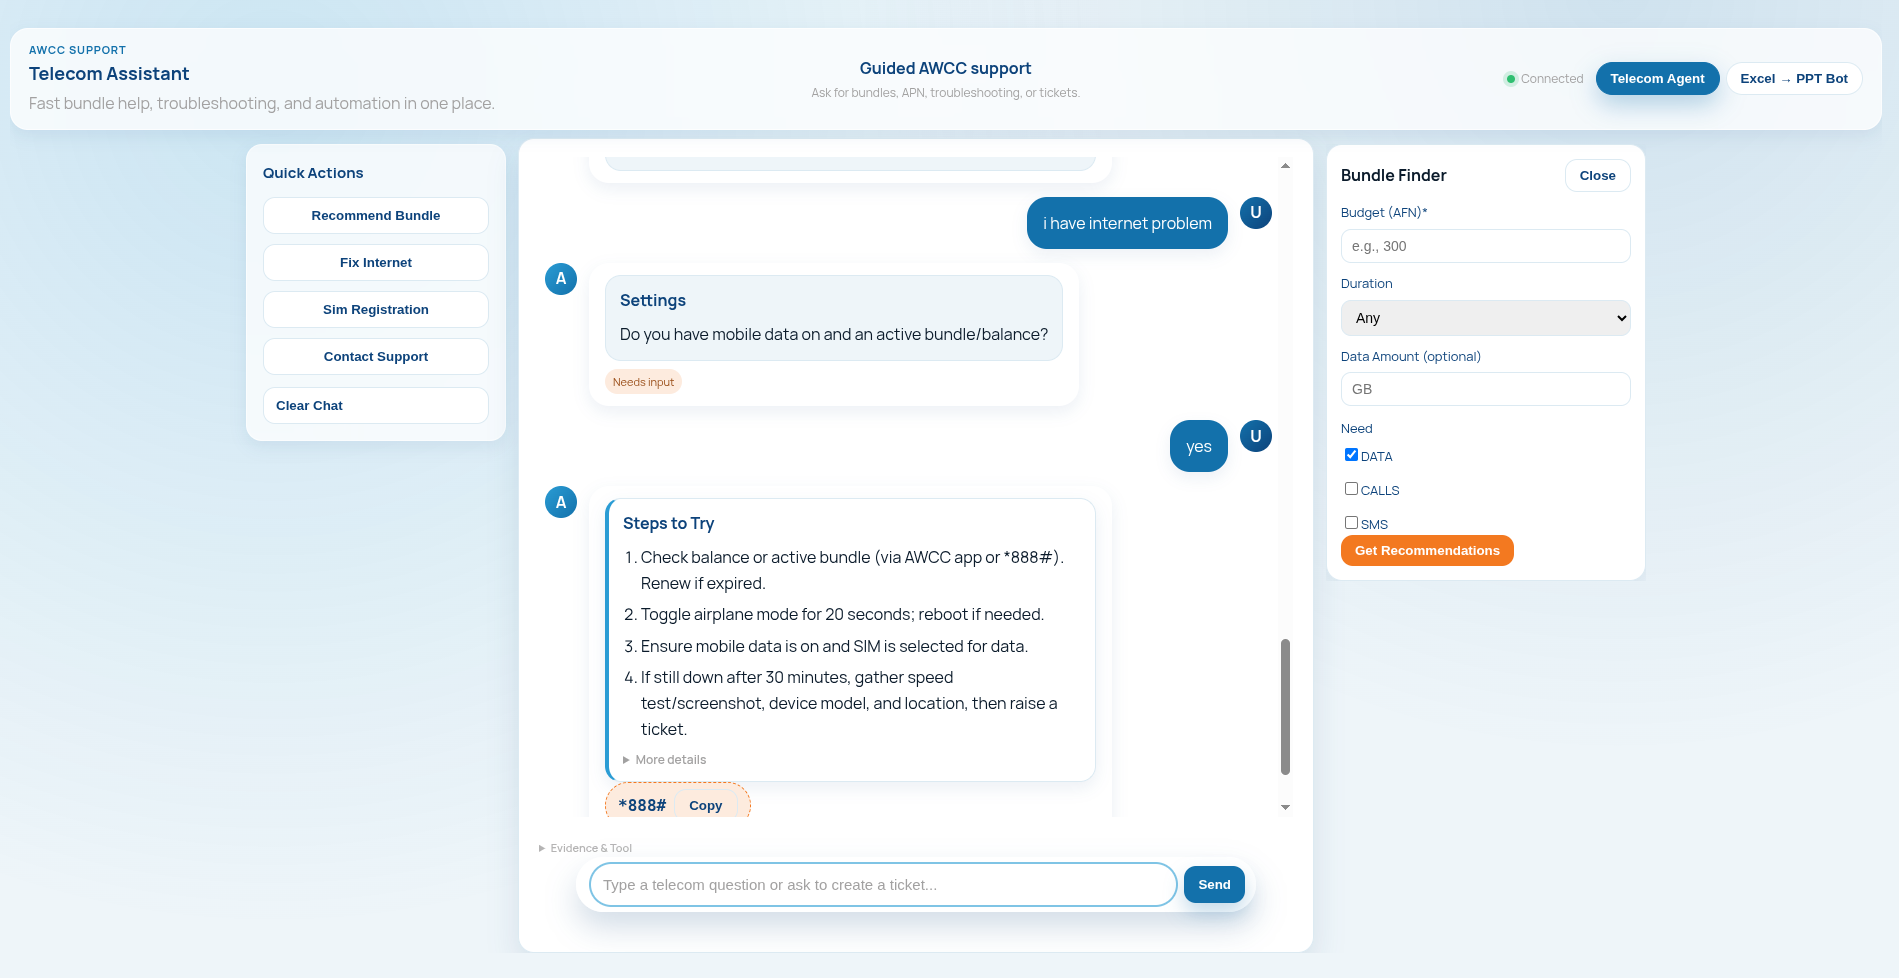 AWCC SUPPORT
Telecom Assistant
Fast bundle help, troubleshooting, and automation in one place.
Guided AWCC support
Ask for bundles, APN, troubleshooting, or tickets.
Connected
Telecom Agent
Excel → PPT Bot
Quick Actions
Recommend Bundle
Fix Internet
Sim Registration
Contact Support
Clear Chat
i have internet problem
U
A
Settings
Do you have mobile data on and an active bundle/balance?
Needs input
yes
U
A
Steps to Try
1. Check balance or active bundle (via AWCC app or *888#).
Renew if expired.
2. Toggle airplane mode for 20 seconds; reboot if needed.
3. Ensure mobile data is on and SIM is selected for data.
4. If still down after 30 minutes, gather speed
test/screenshot, device model, and location, then raise a
ticket.
More details
*888#
Copy
Evidence & Tool
Type a telecom question or ask to create a ticket...
Send
Bundle Finder
Close
Budget (AFN)*
e.g., 300
Duration
Any
Data Amount (optional)
GB
Need
DATA
CALLS
SMS
Get Recommendations